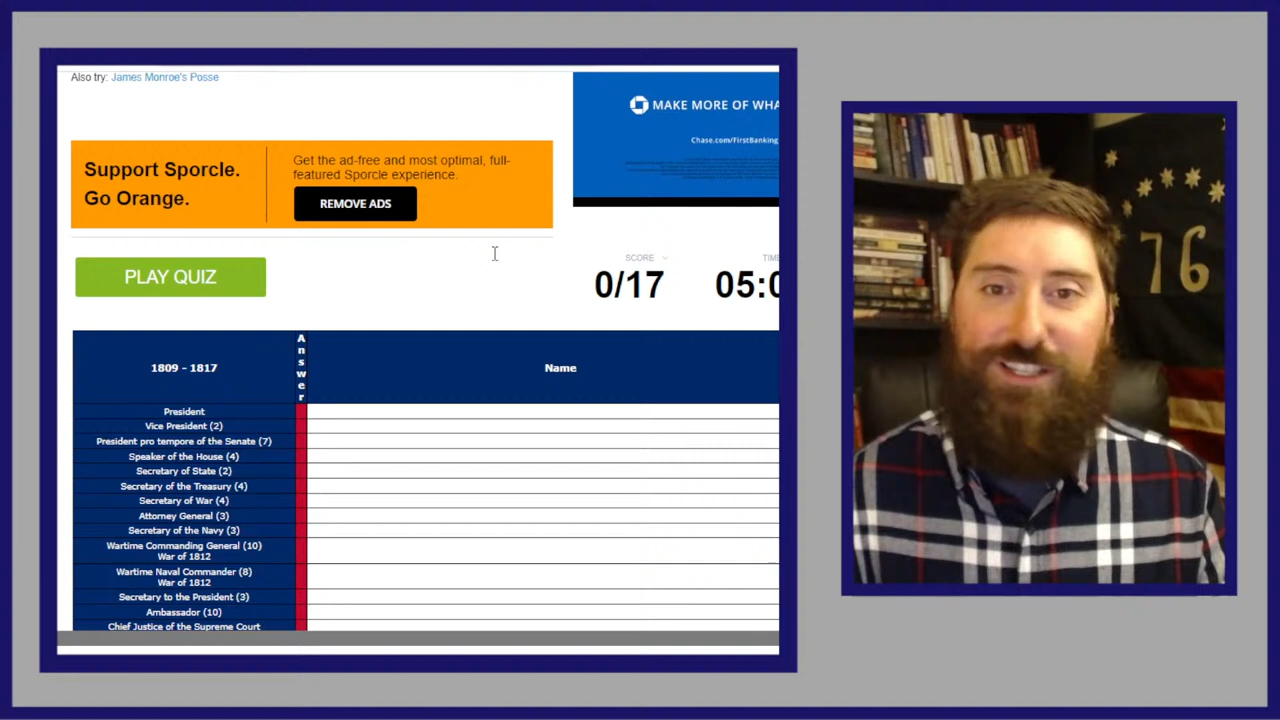 Also try: James Monroe's Posse
MAKE MORE OF WHA
Chase.com/FirstBanking
Support Sporcle.
Go Orange.
Get the ad-free and most optimal, full-
featured Sporcle experience.
REMOVE ADS
PLAY QUIZ
SCORE
TIM
0/17
05:0
1809 - 1817
Answer
Name
President
Vice President (2)
President pro tempore of the Senate (7)
Speaker of the House (4)
Secretary of State (2)
Secretary of the Treasury (4)
Secretary of War (4)
Attorney General (3)
Secretary of the Navy (3)
Wartime Commanding General (10)
War of 1812
Wartime Naval Commander (8)
War of 1812
Secretary to the President (3)
Ambassador (10)
Chief Justice of the Supreme Court
76